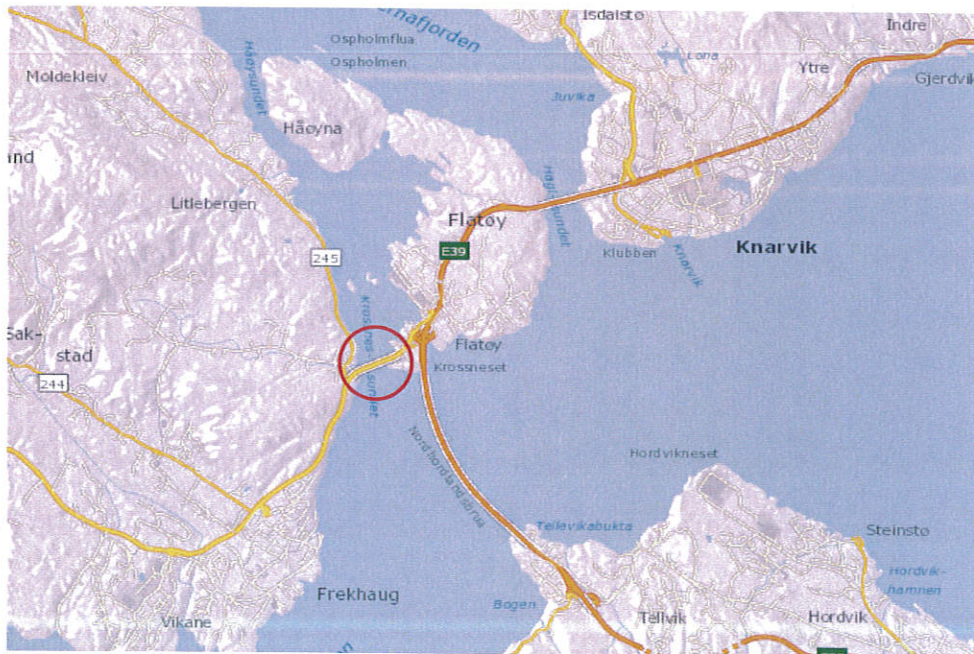 ernafjorden
Isdalstø
Indre
Ospholmflua
Ospholmen
Lona
Ytre
Gjerdvik
Moldekleiv
Håøysundet
Juvika
Håøyna
Litlebergen
Flatøy
Hagelsundet
E39
Klubben
Knarvik
Knarvik
245
Krossnessundet
Sak-
stad
244
Flatøy
Krossneset
Nordhordlandsbrua
Hordvikneset
Tellevikabukta
Steinstø
Hordvik-
hamnen
Frekhaug
Bogen
Vikane
Tellvik
Hordvik